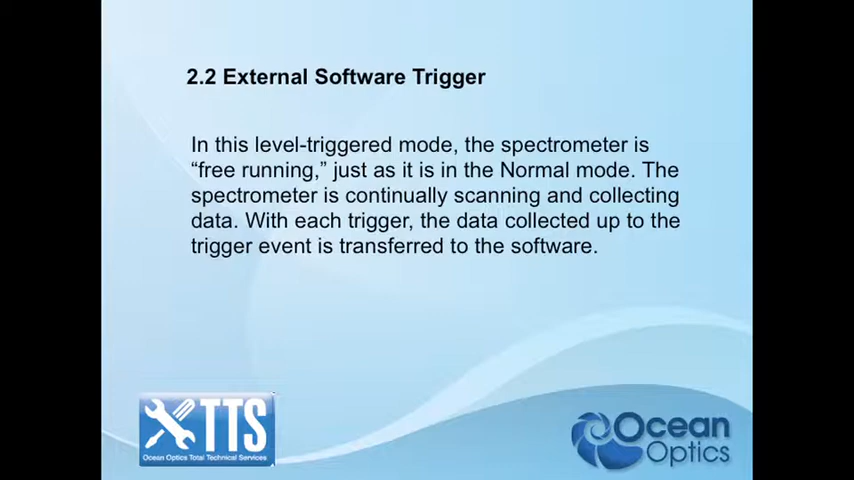 2.2 External Software Trigger
In this level-triggered mode, the spectrometer is
“free running,” just as it is in the Normal mode. The
spectrometer is continually scanning and collecting
data. With each trigger, the data collected up to the
trigger event is transferred to the software.
TTS
Ocean Optics Total Technical Services
Ocean
Optics